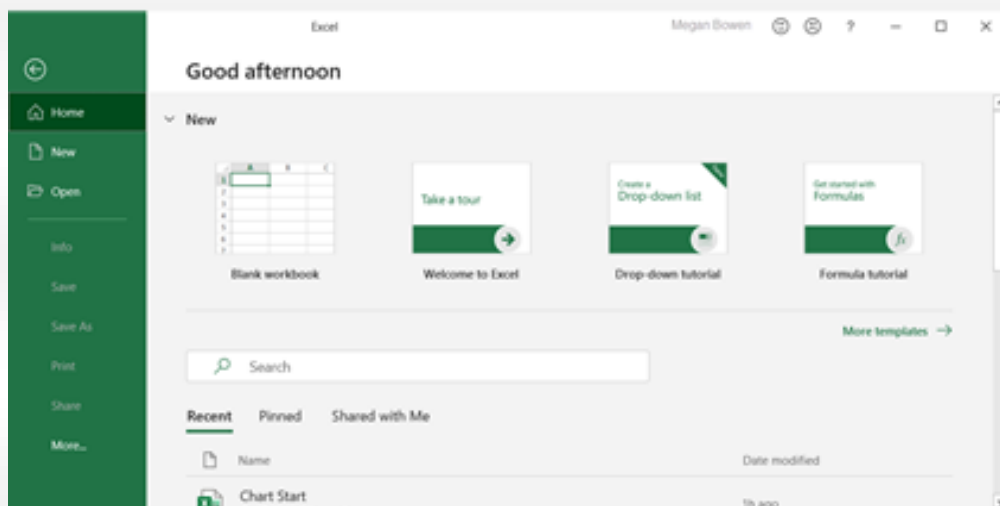 Excel
Megan Bowen
?
Good afternoon
Home
New
Open
Info
Save
Save As
Print
Share
More...
New
A B C
1
2
3
4
5
6
7
Blank workbook
Take a tour
Welcome to Excel
Create a
Drop-down list
Drop-down tutorial
Get started with
Formulas
fx
Formula tutorial
More templates
Search
Recent Pinned Shared with Me
Name Date modified
Chart Start
1h ago